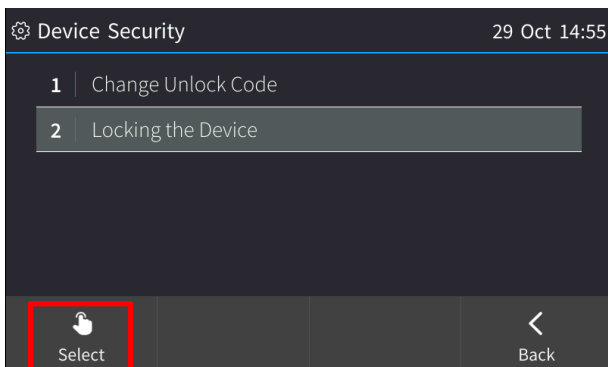 Device Security 29 Oct 14:55
1 Change Unlock Code
2 Locking the Device
Select Back